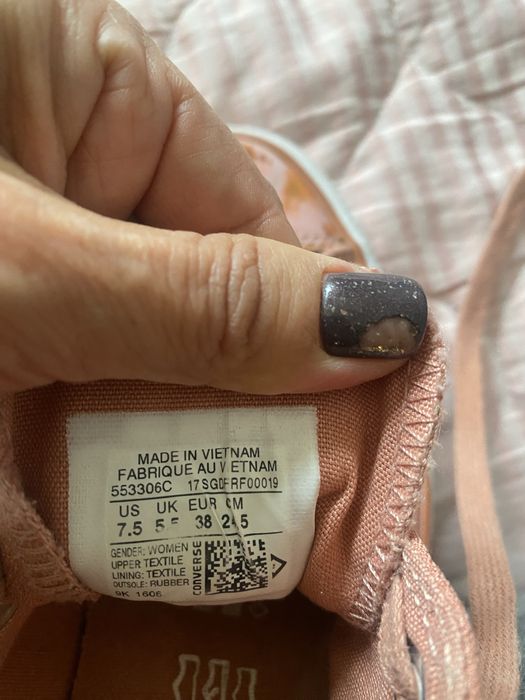 MADE IN VIETNAM
FABRIQUE AU VIETNAM
553306C 17SGDFRF00019
US UK EUR CM
7.5 5.5 38 24.5
GENDER: WOMEN
UPPER TEXTILE
LINING: TEXTILE
OUTSOLE: RUBBER
9K 1606
CONVERSE